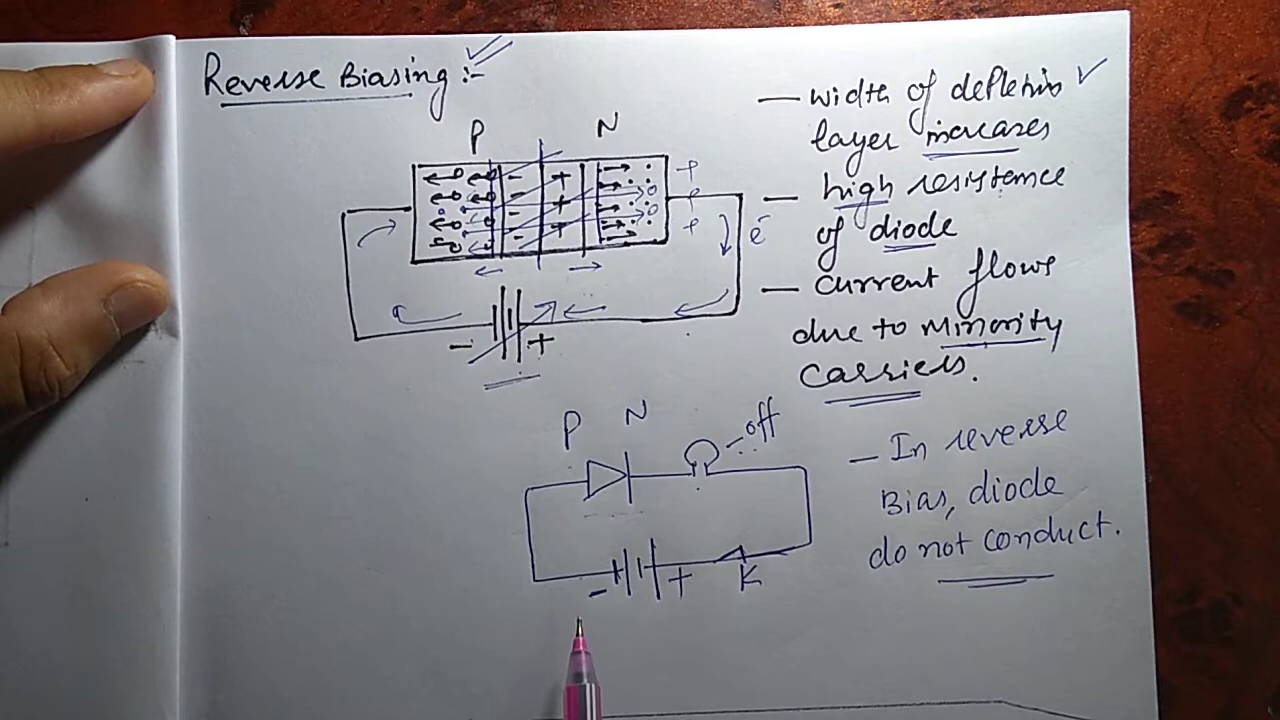 Reverse Biasing :-
P N
- + + +
- + e
- + + e⁻
- +
- +
— width of depletin
layer increases
— high resistance
of diode
— current flows
due to Minority
Carriers.
P N
-off
- + K
— In reverse
Bias, diode
do not conduct.